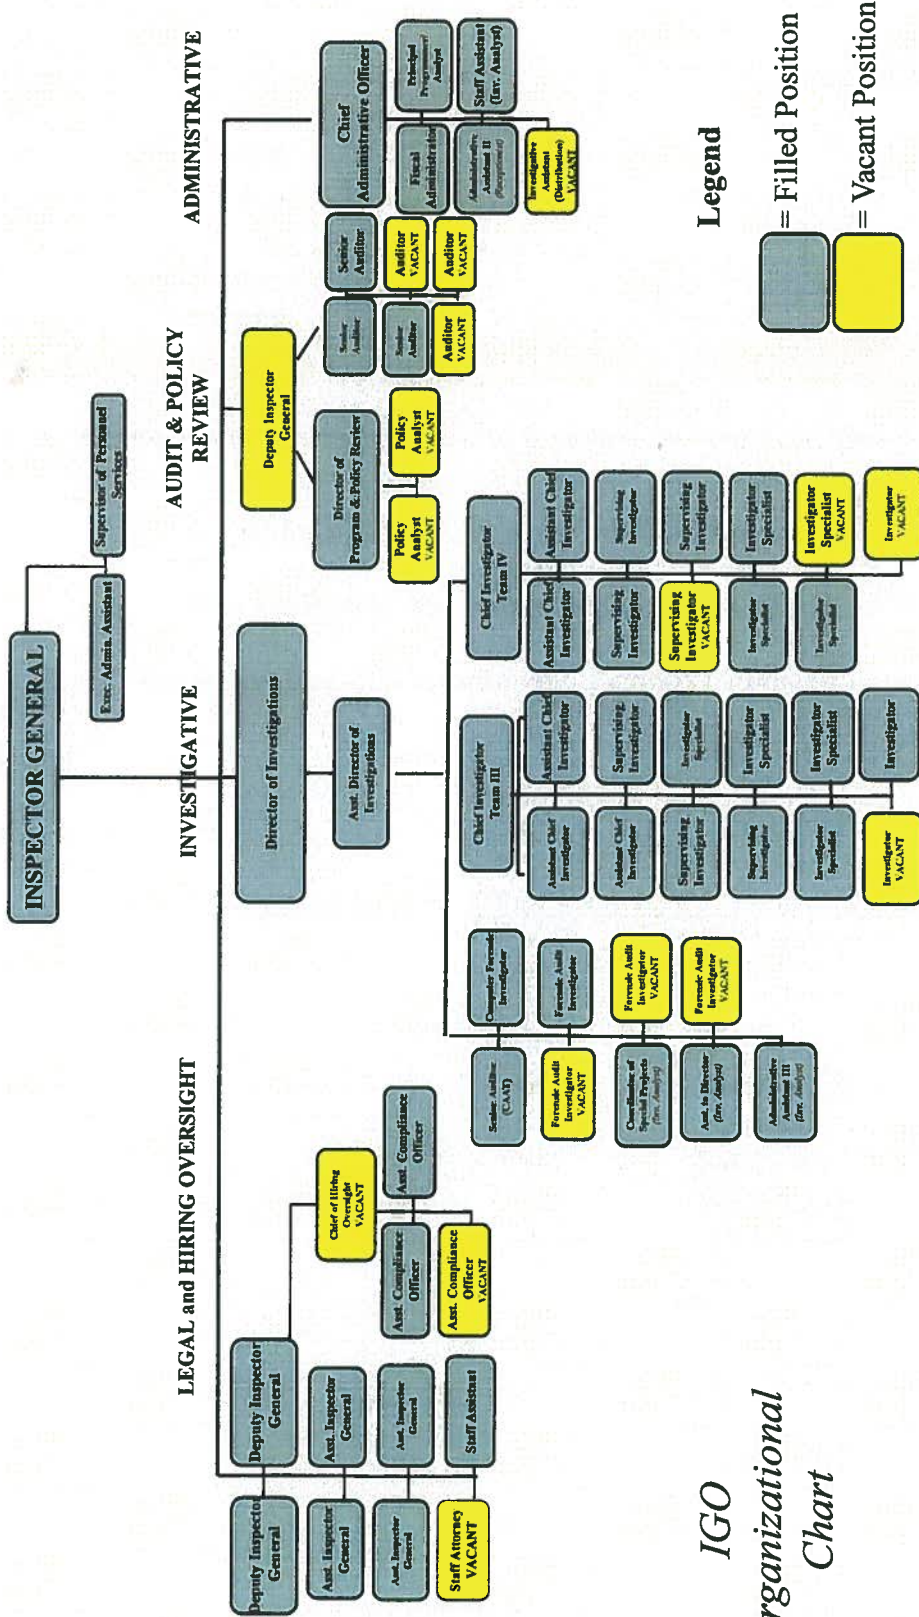 INSPECTOR GENERAL
Exec. Admin. Assistant
Supervisor of Personnel
Services
LEGAL and HIRING OVERSIGHT
INVESTIGATIVE
AUDIT & POLICY
REVIEW
ADMINISTRATIVE
Deputy Inspector
General
Deputy Inspector
General
Asst. Inspector
General
Asst. Inspector
General
Asst. Inspector
General
Asst. Inspector
General
Staff Attorney
VACANT
Staff Assistant
Chief of Hiring
Oversight
VACANT
Asst. Compliance
Officer
Asst. Compliance
Officer
Asst. Compliance
Officer
VACANT
Director of Investigations
Asst. Director of
Investigations
Senior Auditor
(CAAT)
Computer Forensic
Investigator
Forensic Audit
Investigator
VACANT
Forensic Audit
Investigator
Coordinator of
Special Projects
(Inv. Analyst)
Forensic Audit
Investigator
VACANT
Asst. to Director
(Inv. Analyst)
Forensic Audit
Investigator
VACANT
Administrative
Assistant III
(Inv. Analyst)
Chief Investigator
Team III
Assistant Chief
Investigator
Assistant Chief
Investigator
Assistant Chief
Investigator
Supervising
Investigator
Supervising
Investigator
Investigator
Specialist
Supervising
Investigator
Investigator
Specialist
Investigator
Specialist
Investigator
Specialist
Investigator
VACANT
Investigator
Chief Investigator
Team IV
Assistant Chief
Investigator
Assistant Chief
Investigator
Supervising
Investigator
Supervising
Investigator
Supervising
Investigator
VACANT
Supervising
Investigator
Investigator
Specialist
Investigator
Specialist
Investigator
Specialist
Investigator
Specialist
VACANT
Investigator
VACANT
Deputy Inspector
General
Director of
Program & Policy Review
Policy
Analyst
VACANT
Policy
Analyst
VACANT
Senior
Auditor
Senior
Auditor
Senior
Auditor
Auditor
VACANT
Auditor
VACANT
Auditor
VACANT
Chief
Administrative Officer
Fiscal
Administrator
Principal
Programmer/
Analyst
Administrative
Assistant II
(Receptionist)
Staff Assistant
(Inv. Analyst)
Investigative
Assistant
(Distribution)
VACANT
IGO
rganizational
Chart
Legend
= Filled Position
= Vacant Position